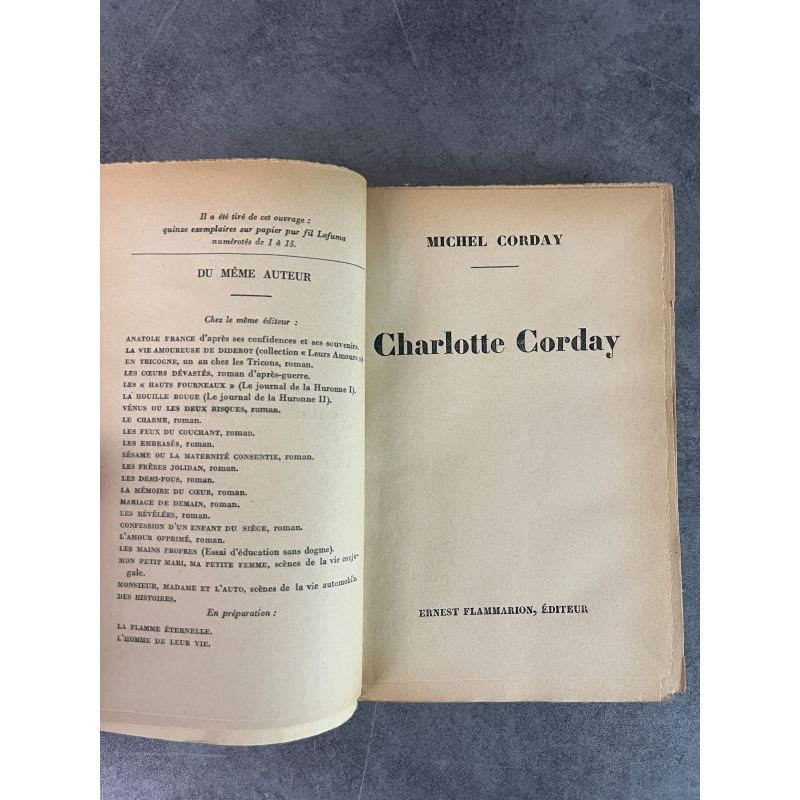 Il a été tiré de cet ouvrage :
quinze exemplaires sur papier pur fil Lafuma
numérotés de 1 à 15.
DU MÊME AUTEUR
Chez le même éditeur :
ANATOLE FRANCE d'après ses confidences et ses souvenirs.
LA VIE AMOUREUSE DE DIDEROT (collection « Leurs Amours »).
EN TRICOGNE, un an chez les Tricons, roman.
LES CŒURS DÉVASTÉS, roman d'après-guerre.
LES « HAUTS FOURNEAUX » (Le journal de la Huronne I).
LA HOUILLE ROUGE (Le journal de la Huronne II).
VÉNUS OU LES DEUX RISQUES, roman.
LE CHARME, roman.
LES FEUX DU COUCHANT, roman.
LES EMBRASÉS, roman.
SÉSAME OU LA MATERNITÉ CONSENTIE, roman.
LES FRÈRES JOLIDAN, roman.
LES DEMI-FOUS, roman.
LA MÉMOIRE DU CŒUR, roman.
MARIAGE DE DEMAIN, roman.
LES RÉVÉLÉES, roman.
CONFESSION D'UN ENFANT DU SIÈGE, roman.
L'AMOUR OPPRIMÉ, roman.
LES MAINS PROPRES (Essai d'éducation sans dogme).
MON PETIT MARI, MA PETITE FEMME, scènes de la vie conju-
gale.
MONSIEUR, MADAME ET L'AUTO, scènes de la vie automobile.
DES HISTOIRES.
En préparation :
LA FLAMME ÉTERNELLE.
L'HOMME DE LEUR VIE.
MICHEL CORDAY
Charlotte Corday
ERNEST FLAMMARION, ÉDITEUR